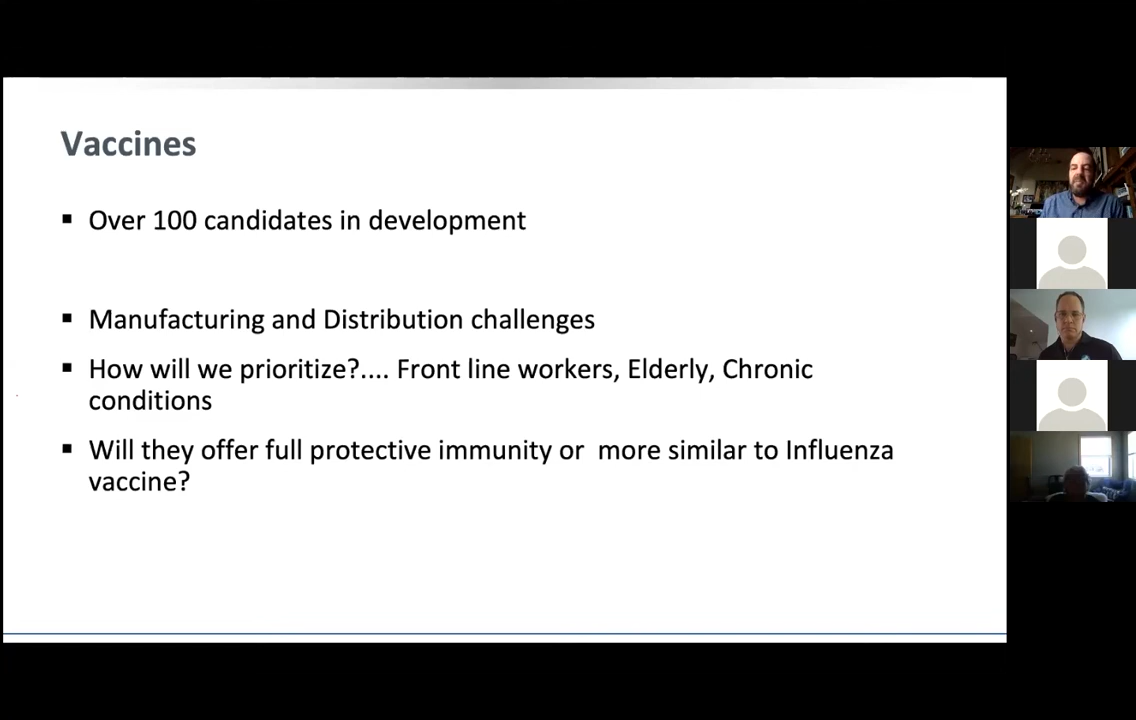 Vaccines
▪ Over 100 candidates in development
▪ Manufacturing and Distribution challenges
▪ How will we prioritize?.... Front line workers, Elderly, Chronic
conditions
▪ Will they offer full protective immunity or  more similar to Influenza
vaccine?